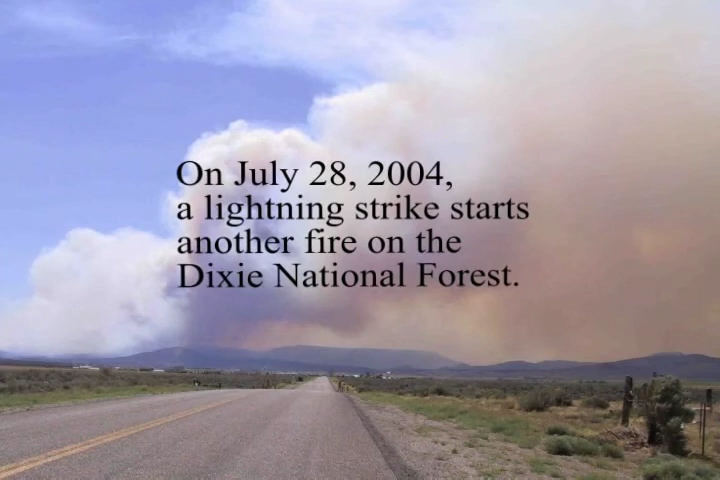 On July 28, 2004,
a lightning strike starts
another fire on the
Dixie National Forest.